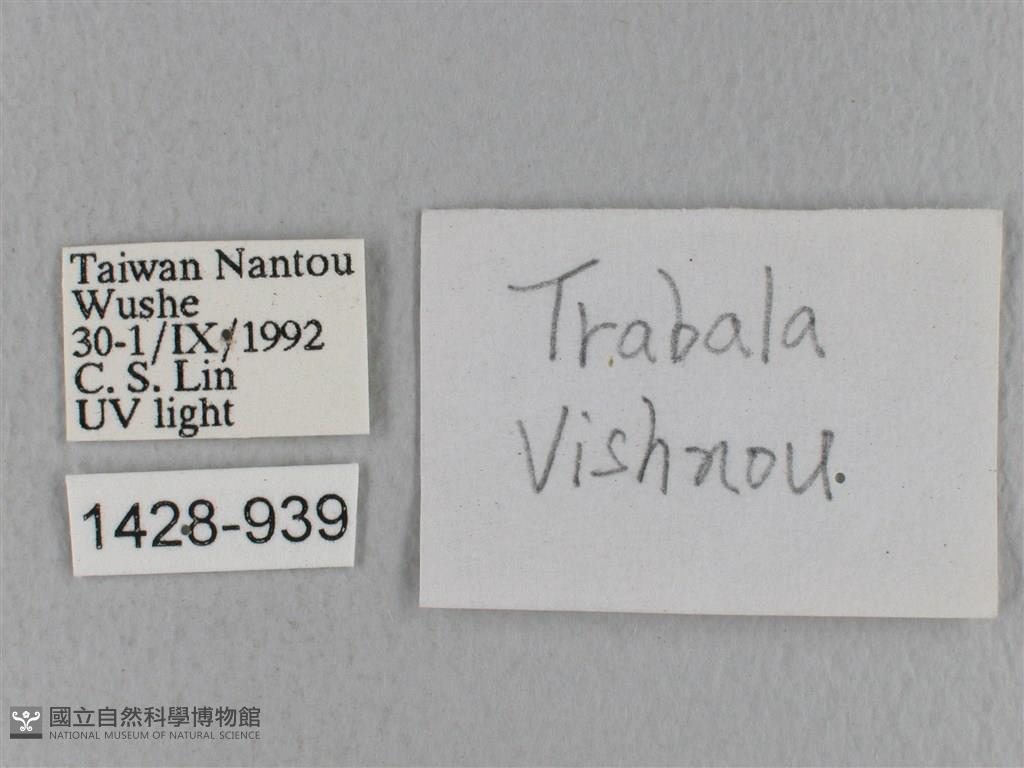 Taiwan Nantou
Wushe
30-1/IX/1992
C. S. Lin
UV light
1428-939
Trabala
Vishnou
國立自然科學博物館
NATIONAL MUSEUM OF NATURAL SCIENCE